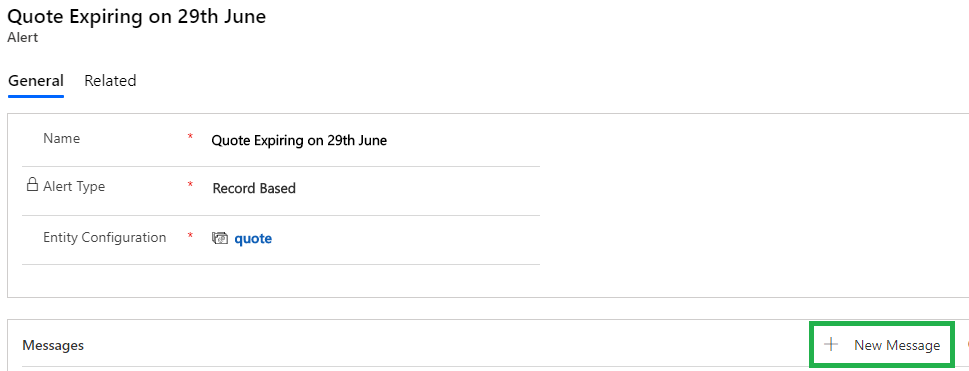 Quote Expiring on 29th June
Alert
General Related
Name * Quote Expiring on 29th June
Alert Type * Record Based
Entity Configuration * quote
Messages + New Message